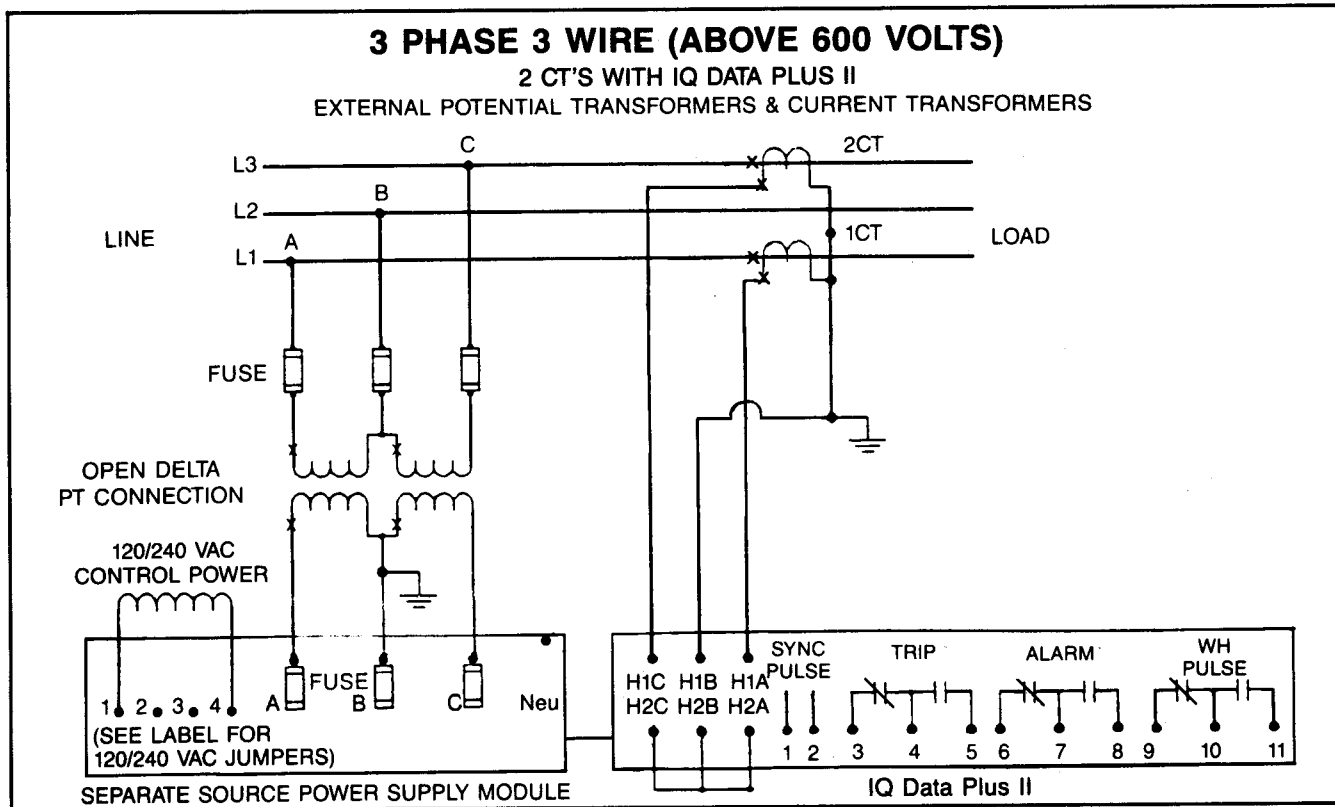 3 PHASE 3 WIRE (ABOVE 600 VOLTS)
2 CT'S WITH IQ DATA PLUS II
EXTERNAL POTENTIAL TRANSFORMERS & CURRENT TRANSFORMERS
C
2CT
L3
B
L2
LINE
A
1CT
LOAD
L1
FUSE
OPEN DELTA
PT CONNECTION
120/240 VAC
CONTROL POWER
FUSE
A B C Neu
1 2 3 4
(SEE LABEL FOR
120/240 VAC JUMPERS)
SEPARATE SOURCE POWER SUPPLY MODULE
H1C H1B H1A
H2C H2B H2A
SYNC
PULSE
TRIP
ALARM
WH
PULSE
1 2 3 4 5 6 7 8 9 10 11
IQ Data Plus II